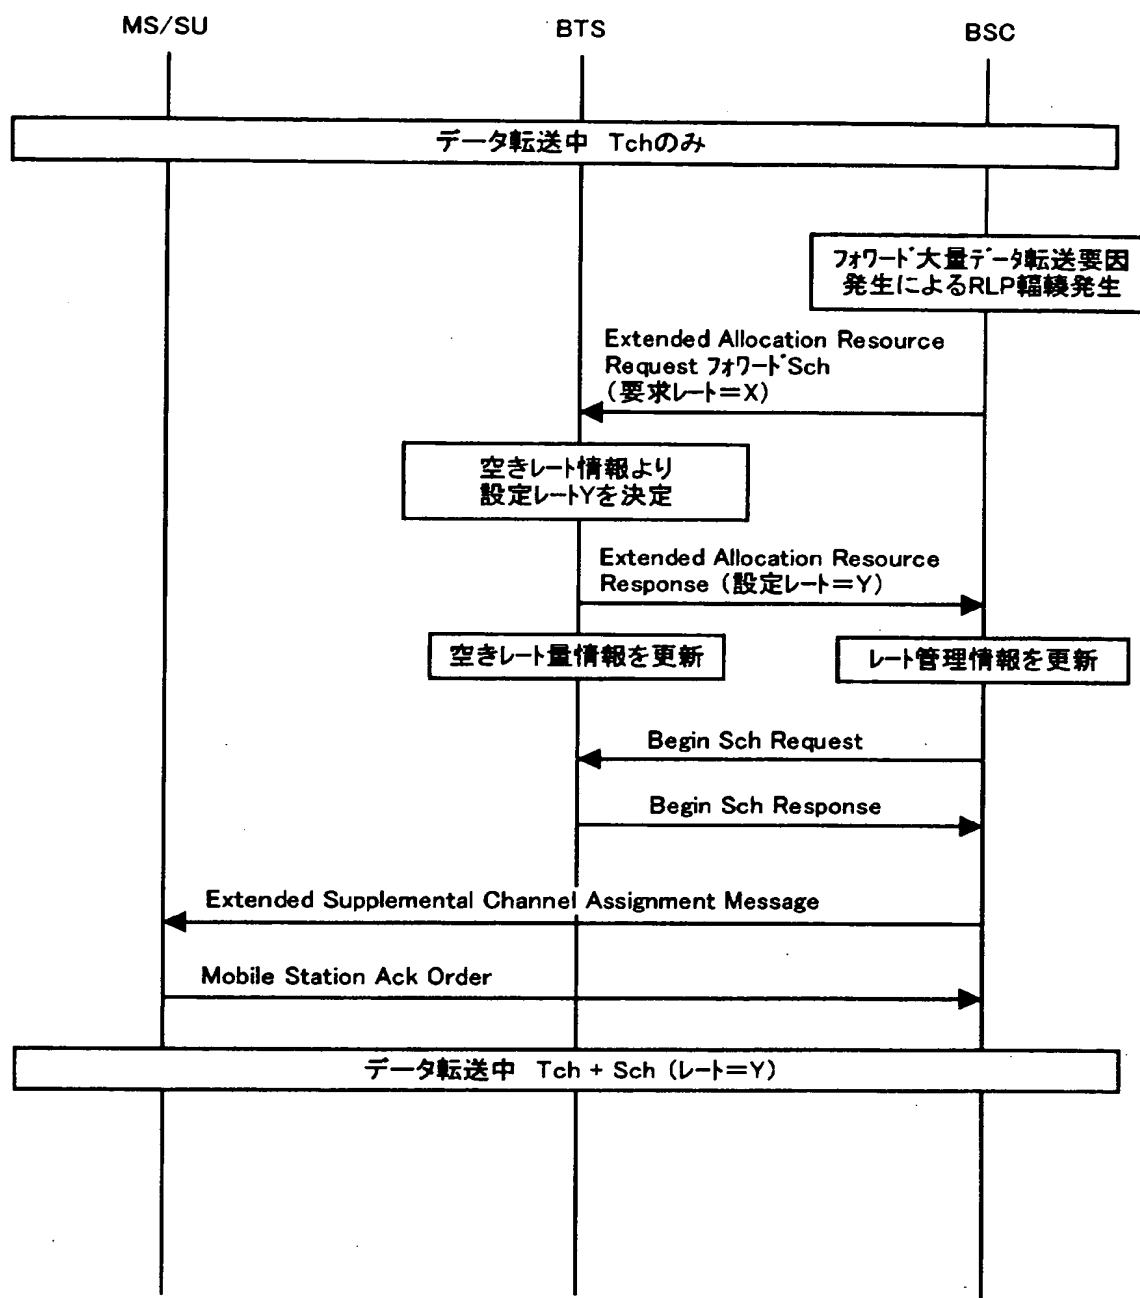 MS/SU
BTS
BSC
データ転送中 Tchのみ
フォワード大量データ転送要因
発生によるRLP輻輳発生
Extended Allocation Resource
Request フォワードSch
(要求レート=X)
空きレート情報より
設定レートYを決定
Extended Allocation Resource
Response (設定レート=Y)
空きレート量情報を更新
レート管理情報を更新
Begin Sch Request
Begin Sch Response
Extended Supplemental Channel Assignment Message
Mobile Station Ack Order
データ転送中 Tch + Sch (レート=Y)